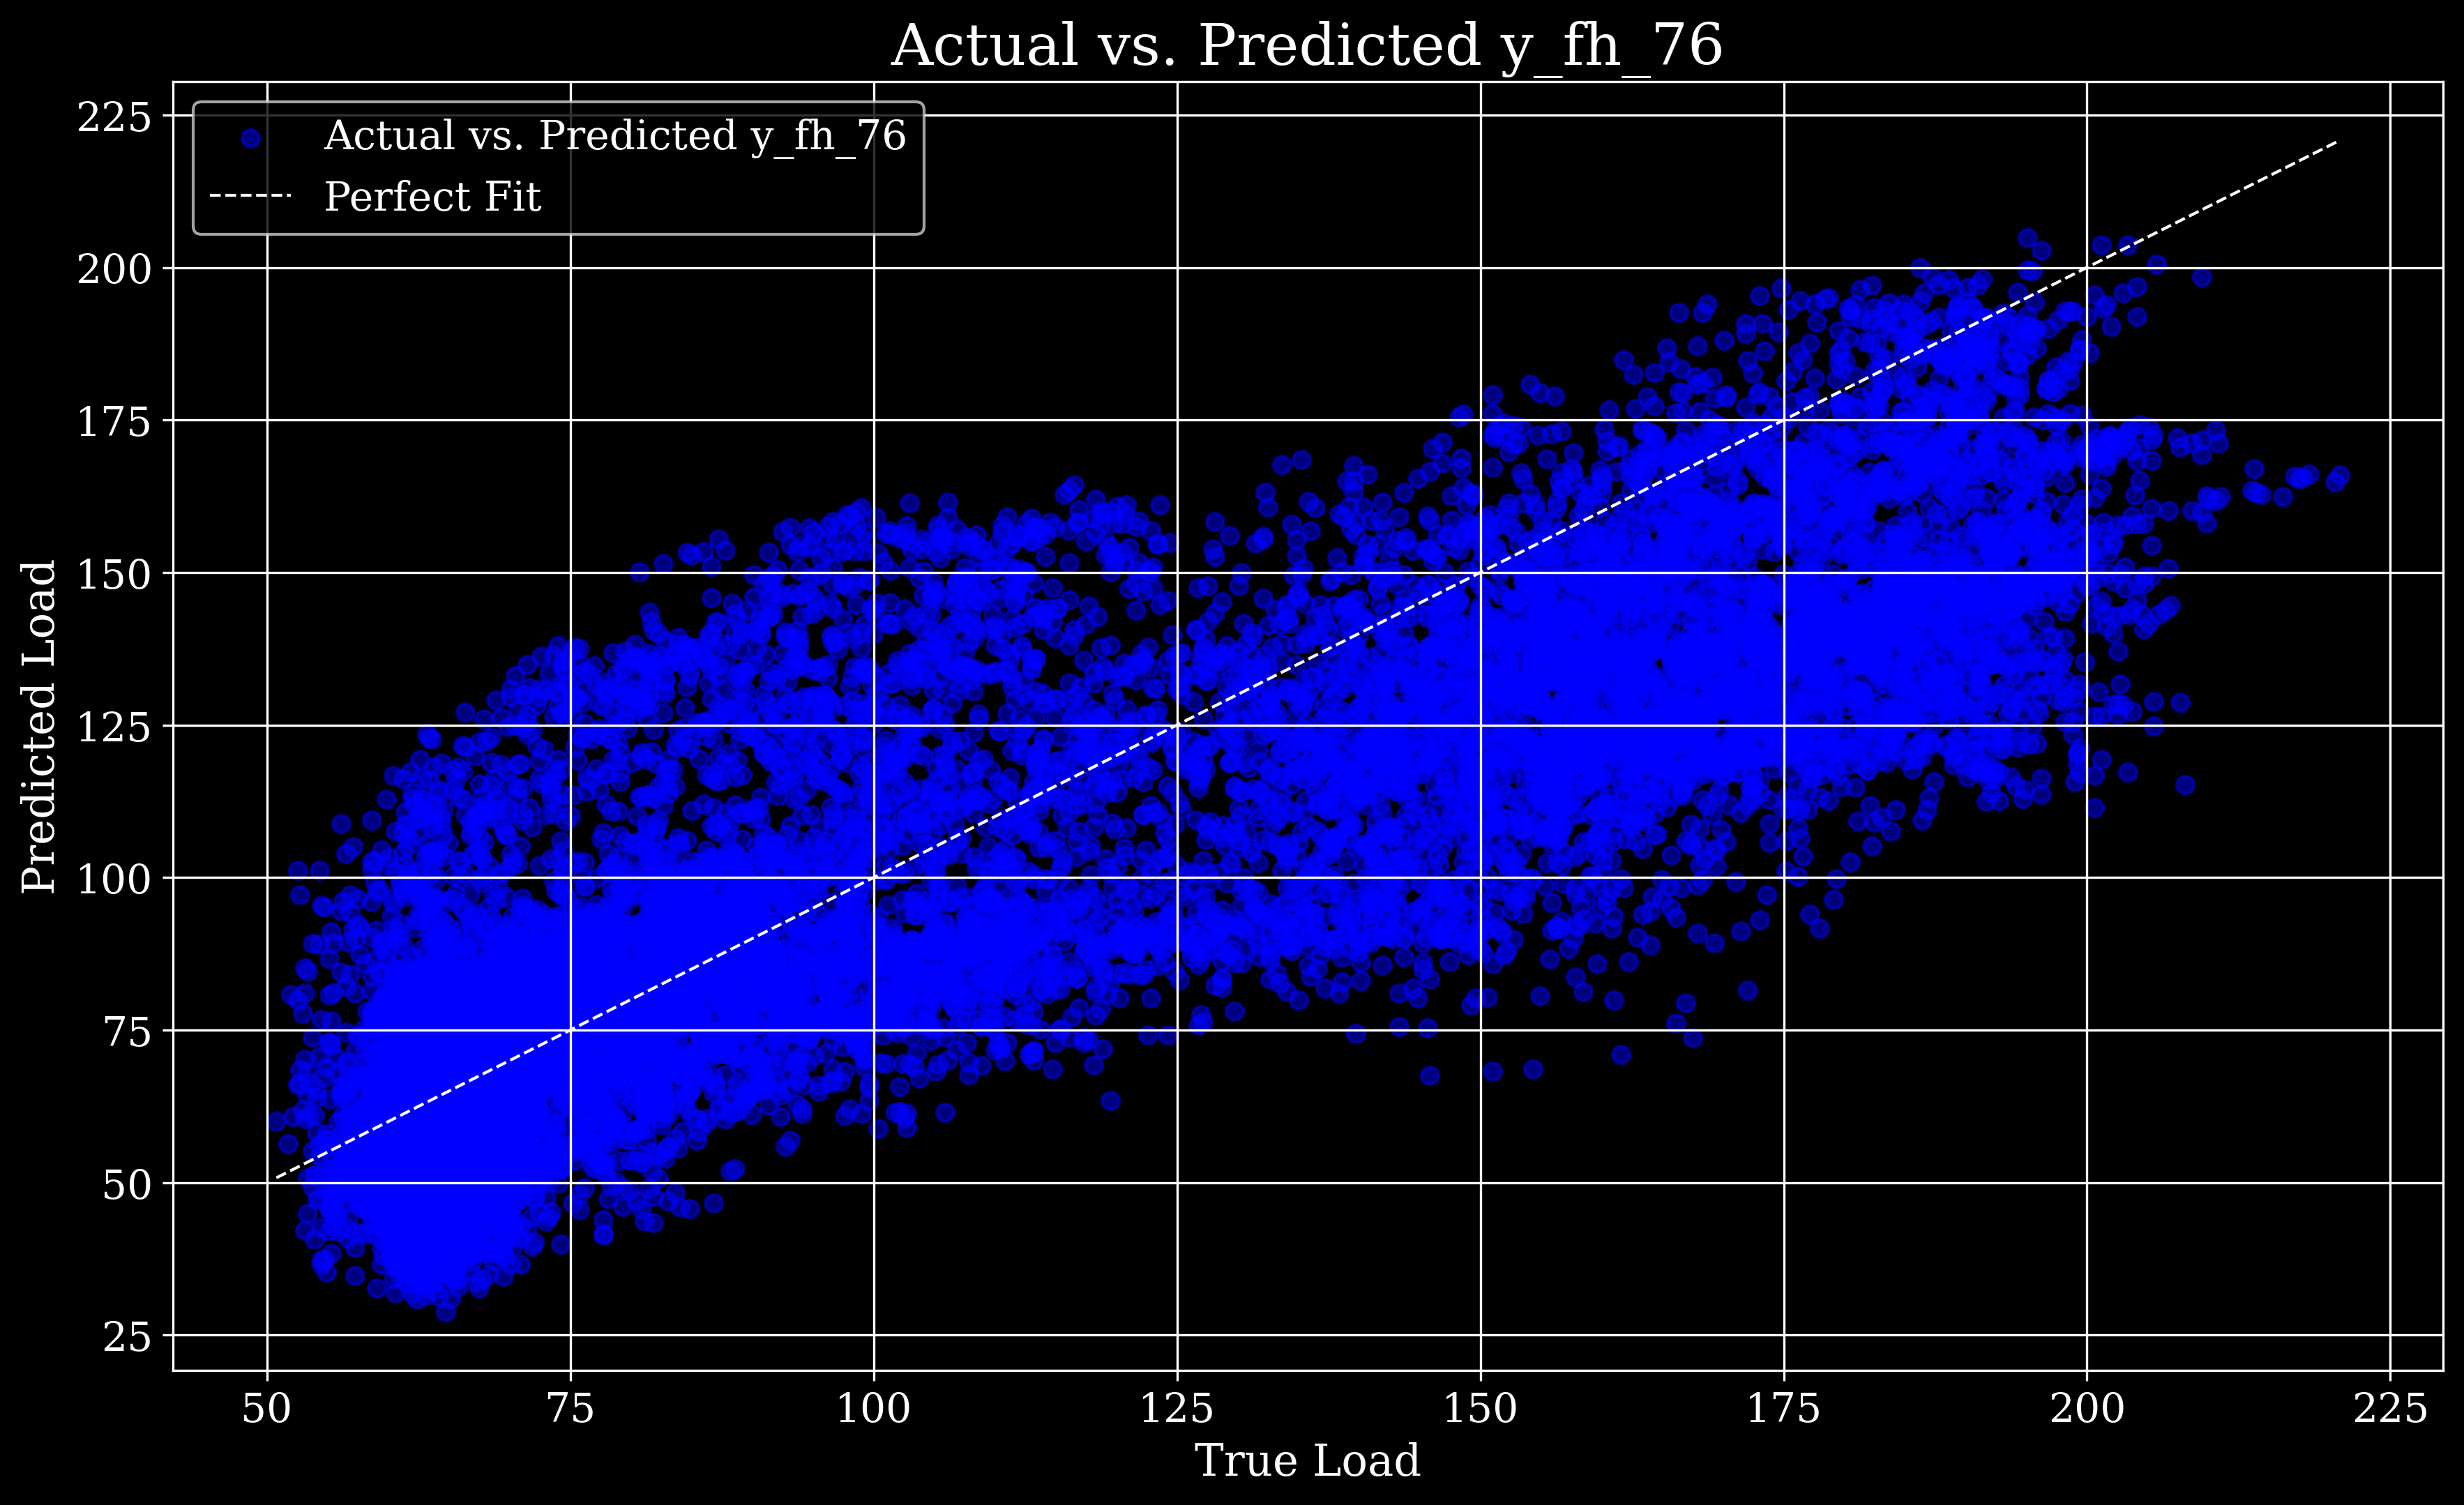 Actual vs. Predicted y_fh_76
Actual vs. Predicted y_fh_76
Perfect Fit
225
200
175
150
125
100
75
50
25
Predicted Load
50 75 100 125 150 175 200 225
True Load